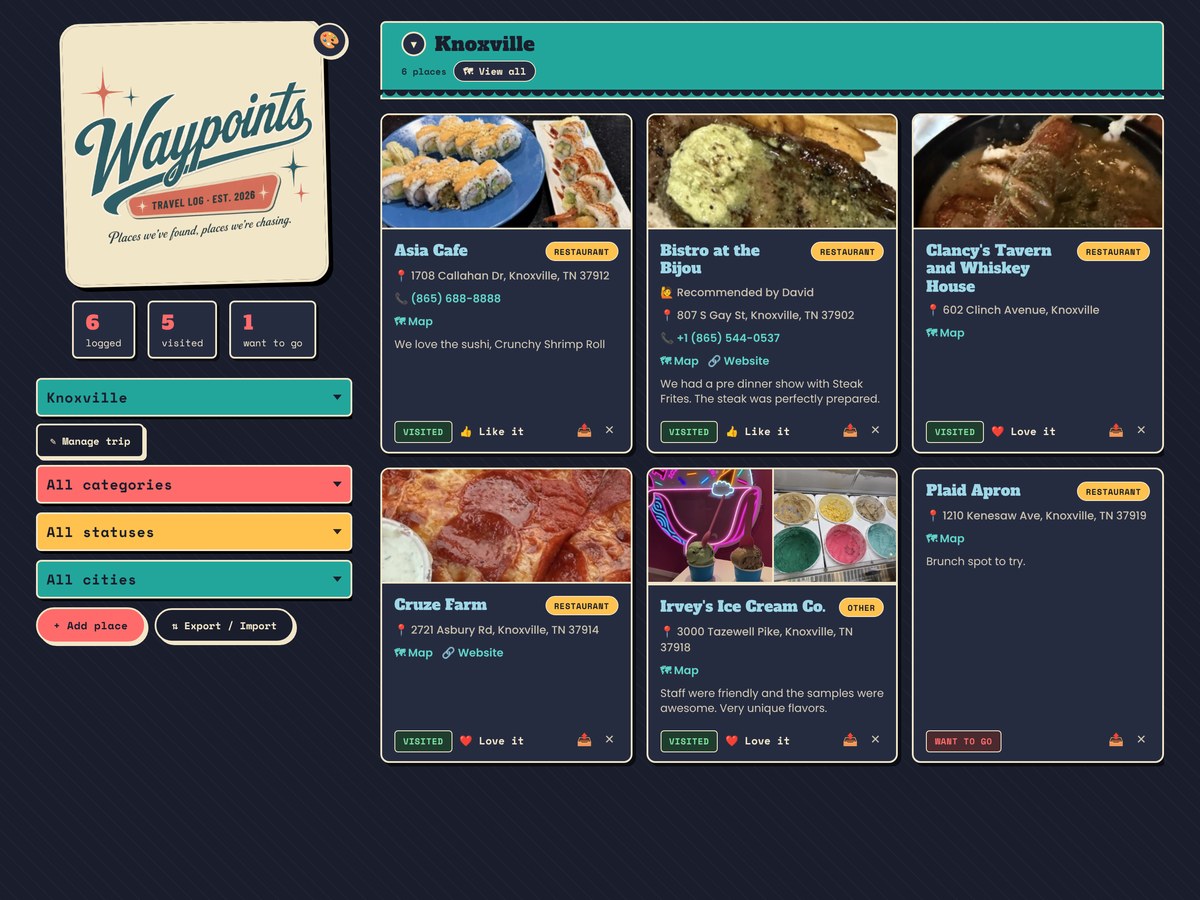 Waypoints
TRAVEL LOG · EST. 2026
Places we've found, places we're chasing.
6
logged
5
visited
1
want to go
Knoxville
✎ Manage trip
All categories
All statuses
All cities
+ Add place
⇅ Export / Import
Knoxville
6 places
View all
Asia Cafe
RESTAURANT
1708 Callahan Dr, Knoxville, TN 37912
(865) 688-8888
Map
We love the sushi, Crunchy Shrimp Roll
VISITED
Like it
×
Bistro at the
Bijou
RESTAURANT
Recommended by David
807 S Gay St, Knoxville, TN 37902
+1 (865) 544-0537
Map Website
We had a pre dinner show with Steak
Frites. The steak was perfectly prepared.
VISITED
Like it
×
Clancy's Tavern
and Whiskey
House
RESTAURANT
602 Clinch Avenue, Knoxville
Map
VISITED
Love it
×
Cruze Farm
RESTAURANT
2721 Asbury Rd, Knoxville, TN 37914
Map Website
VISITED
Love it
×
Irvey's Ice Cream Co.
OTHER
3000 Tazewell Pike, Knoxville, TN
37918
Map
Staff were friendly and the samples were
awesome. Very unique flavors.
VISITED
Love it
×
Plaid Apron
RESTAURANT
1210 Kenesaw Ave, Knoxville, TN 37919
Map
Brunch spot to try.
WANT TO GO
×